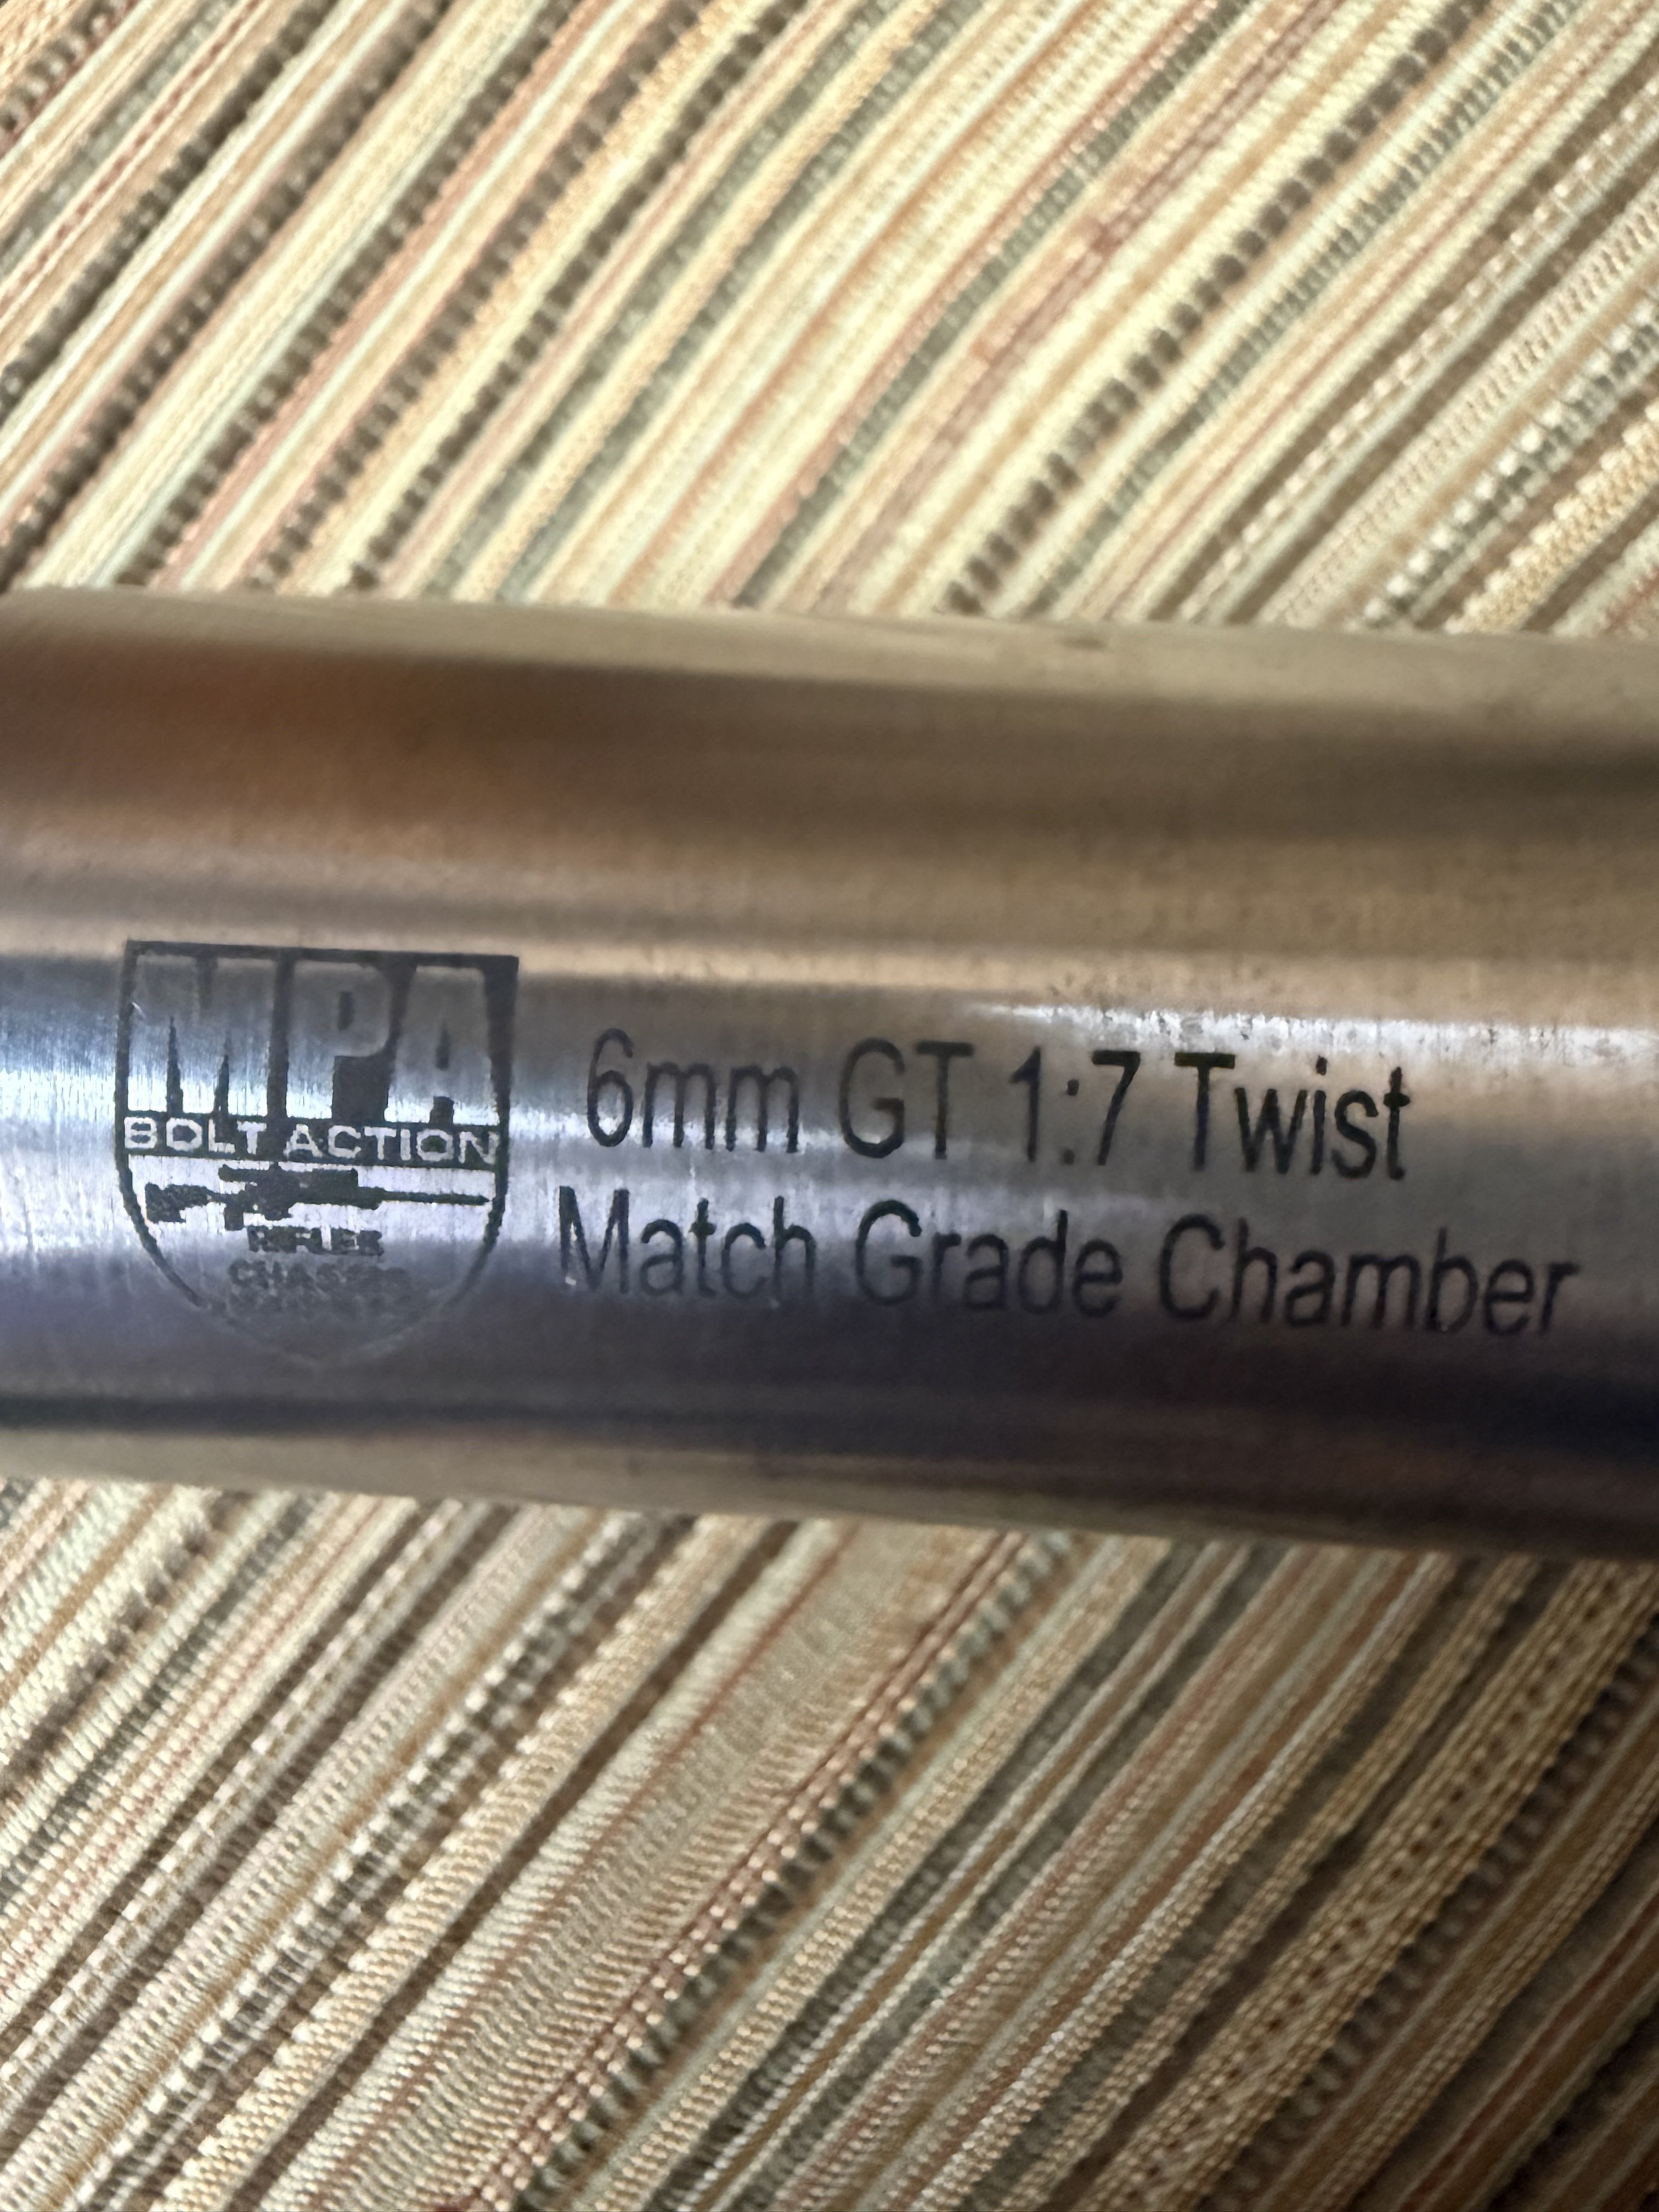 MPA
BOLT ACTION
RIFLES
6mm GT 1:7 Twist
Match Grade Chamber